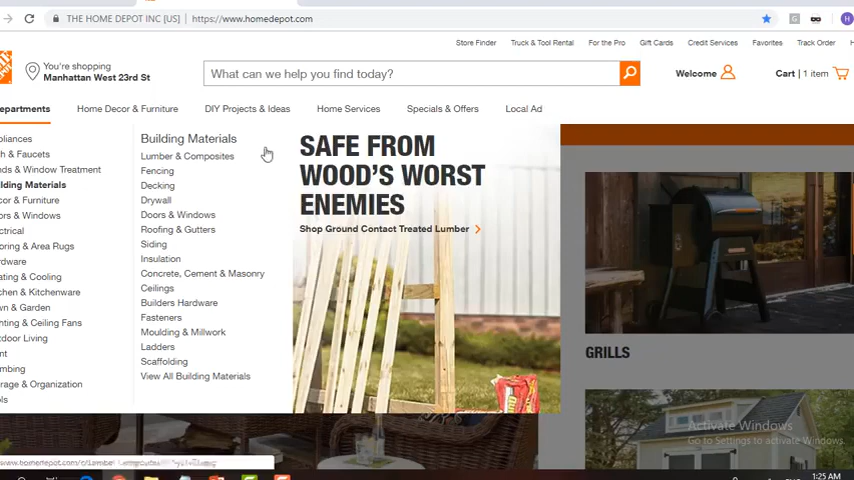 THE HOME DEPOT INC [US] | https://www.homedepot.com
Store Finder Truck & Tool Rental For the Pro Gift Cards Credit Services Favorites Track Order
You're shopping
Manhattan West 23rd St
What can we help you find today?
Welcome
Cart | 1 item
epartments Home Decor & Furniture DIY Projects & Ideas Home Services Specials & Offers Local Ad
pliances
h & Faucets
nds & Window Treatment
lding Materials
cor & Furniture
ors & Windows
ctrical
oring & Area Rugs
rdware
ating & Cooling
chen & Kitchenware
wn & Garden
hting & Ceiling Fans
tdoor Living
nt
mbing
rage & Organization
ols
Building Materials
Lumber & Composites
Fencing
Decking
Drywall
Doors & Windows
Roofing & Gutters
Siding
Insulation
Concrete, Cement & Masonry
Ceilings
Builders Hardware
Fasteners
Moulding & Millwork
Ladders
Scaffolding
View All Building Materials
SAFE FROM
WOOD'S WORST
ENEMIES
Shop Ground Contact Treated Lumber
GRILLS
Activate Windows
Go to Settings to activate Windows.
1:25 AM